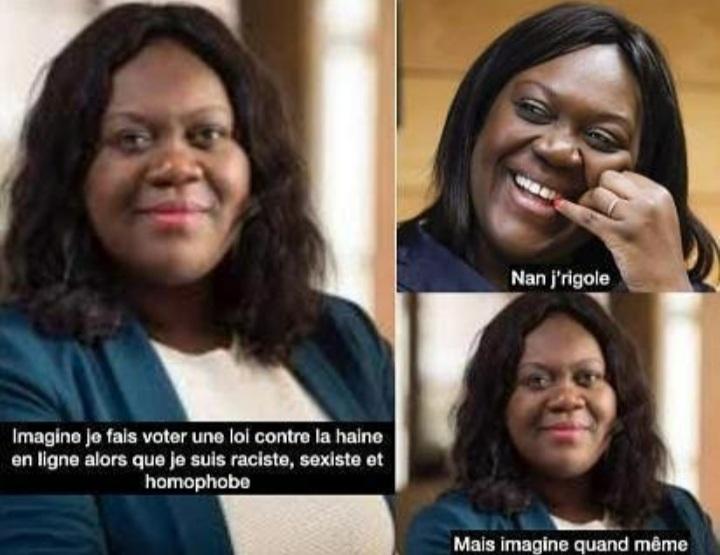 Imagine je fais voter une loi contre la haine
en ligne alors que je suis raciste, sexiste et
homophobe
Nan j'rigole
Mais imagine quand même